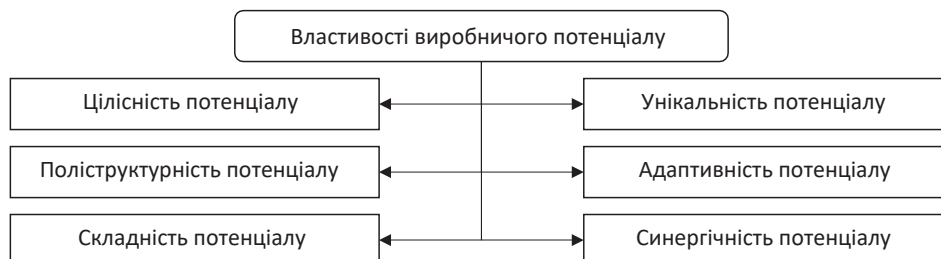 Властивості виробничого потенціалу
Цілісність потенціалу
Унікальність потенціалу
Поліструктурність потенціалу
Адаптивність потенціалу
Складність потенціалу
Синергічність потенціалу